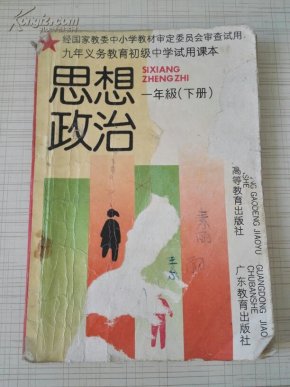 经国家教委中小学教材审定委员会审查试用
九年义务教育初级中学试用课本
思想
政治
SIXIANG
ZHENGZHI
一年级(下册)
GAODENG JIAOYU
SHE
高等教育出版社
GUANGDONG JIAO
CHUBANSHE
广东教育出版社